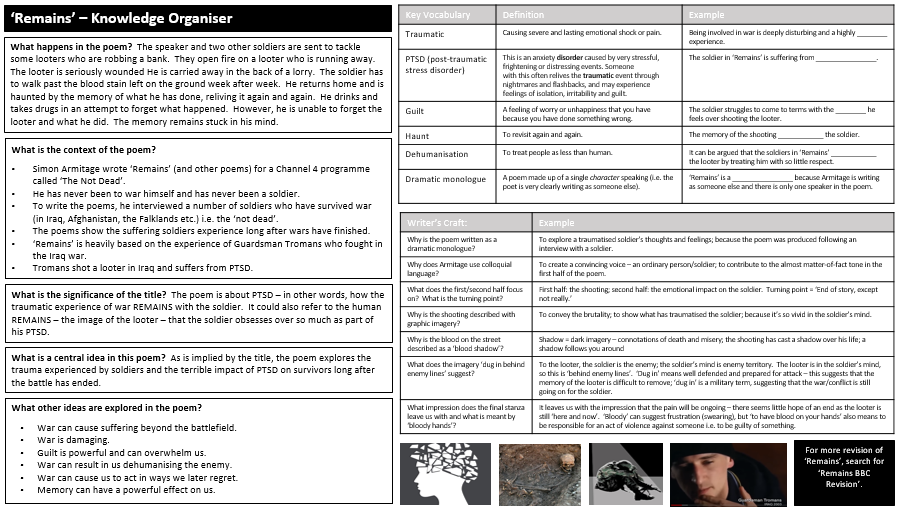 ‘Remains’ – Knowledge Organiser
What happens in the poem? The speaker and two other soldiers are sent to tackle
some looters who are robbing a bank. They open fire on a looter who is running away.
The looter is seriously wounded He is carried away in the back of a lorry. The soldier has
to walk past the blood stain left on the ground week after week. He returns home and is
haunted by the memory of what he has done, reliving it again and again. He drinks and
takes drugs in an attempt to forget what happened. However, he is unable to forget the
looter and what he did. The memory remains stuck in his mind.
What is the context of the poem?
• Simon Armitage wrote ‘Remains’ (and other poems) for a Channel 4 programme
called ‘The Not Dead’.
• He has never been to war himself and has never been a soldier.
• To write the poems, he interviewed a number of soldiers who have survived war
(in Iraq, Afghanistan, the Falklands etc.) i.e. the ‘not dead’.
• The poems show the suffering soldiers experience long after wars have finished.
• ‘Remains’ is heavily based on the experience of Guardsman Tromans who fought in
the Iraq war.
• Tromans shot a looter in Iraq and suffers from PTSD.
What is the significance of the title? The poem is about PTSD – in other words, how the
traumatic experience of war REMAINS with the soldier. It could also refer to the human
REMAINS – the image of the looter – that the soldier obsesses over so much as part of
his PTSD.
What is a central idea in this poem? As is implied by the title, the poem explores the
trauma experienced by soldiers and the terrible impact of PTSD on survivors long after
the battle has ended.
What other ideas are explored in the poem?
• War can cause suffering beyond the battlefield.
• War is damaging.
• Guilt is powerful and can overwhelm us.
• War can result in us dehumanising the enemy.
• War can cause us to act in ways we later regret.
• Memory can have a powerful effect on us.
Key Vocabulary
Definition
Example
Traumatic
Causing severe and lasting emotional shock or pain.
Being involved in war is deeply disturbing and a highly ________
experience.
PTSD (post-traumatic
stress disorder)
This is an anxiety disorder caused by very stressful,
frightening or distressing events. Someone
with this often relives the traumatic event through
nightmares and flashbacks, and may experience
feelings of isolation, irritability and guilt.
The soldier in ‘Remains’ is suffering from ________________.
Guilt
A feeling of worry or unhappiness that you have
because you have done something wrong.
The soldier struggles to come to terms with the ________ he
feels over shooting the looter.
Haunt
To revisit again and again.
The memory of the shooting ____________ the soldier.
Dehumanisation
To treat people as less than human.
It can be argued that the soldiers in ‘Remains’ ____________
the looter by treating him with so little respect.
Dramatic monologue
A poem made up of a single character speaking (i.e. the
poet is very clearly writing as someone else).
‘Remains’ is a ________________ because Armitage is writing
as someone else and there is only one speaker in the poem.
Writer’s Craft:
Example
Why is the poem written as a
dramatic monologue?
To explore a traumatised soldier’s thoughts and feelings; because the poem was produced following an
interview with a soldier.
Why does Armitage use colloquial
language?
To create a convincing voice – an ordinary person/soldier; to contribute to the almost matter-of-fact tone in the
first half of the poem.
What does the first/second half focus
on? What is the turning point?
First half: the shooting; second half: the emotional impact on the soldier. Turning point = ‘End of story, except
not really.’
Why is the shooting described with
graphic imagery?
To convey the brutality; to show what has traumatised the soldier; because it’s so vivid in the soldier’s mind.
Why is the blood on the street
described as a ‘blood shadow’?
Shadow = dark imagery – connotations of death and misery; the shooting has cast a shadow over his life; a
shadow follows you around
What does the imagery ‘dug in behind
enemy lines’ suggest?
To the looter, the soldier is the enemy; the soldier’s mind is enemy territory. The looter is in the soldier’s mind,
so this is ‘behind enemy lines’. ‘Dug in’ means well defended and prepared for attack – this suggests that the
memory of the looter is difficult to remove; ‘dug in’ is a military term, suggesting that the war/conflict is still
going on for the soldier.
What impression does the final stanza
leave us with and what is meant by
‘bloody hands’?
It leaves us with the impression that the pain will be ongoing – there seems little hope of an end as the looter is
still ‘here and now’. ‘Bloody’ can suggest frustration (swearing), but ‘to have blood on your hands’ also means to
be responsible for an act of violence against someone i.e. to be guilty of something.
Guardsman Tromans
For more revision of
‘Remains’, search for
‘Remains BBC
Revision’.